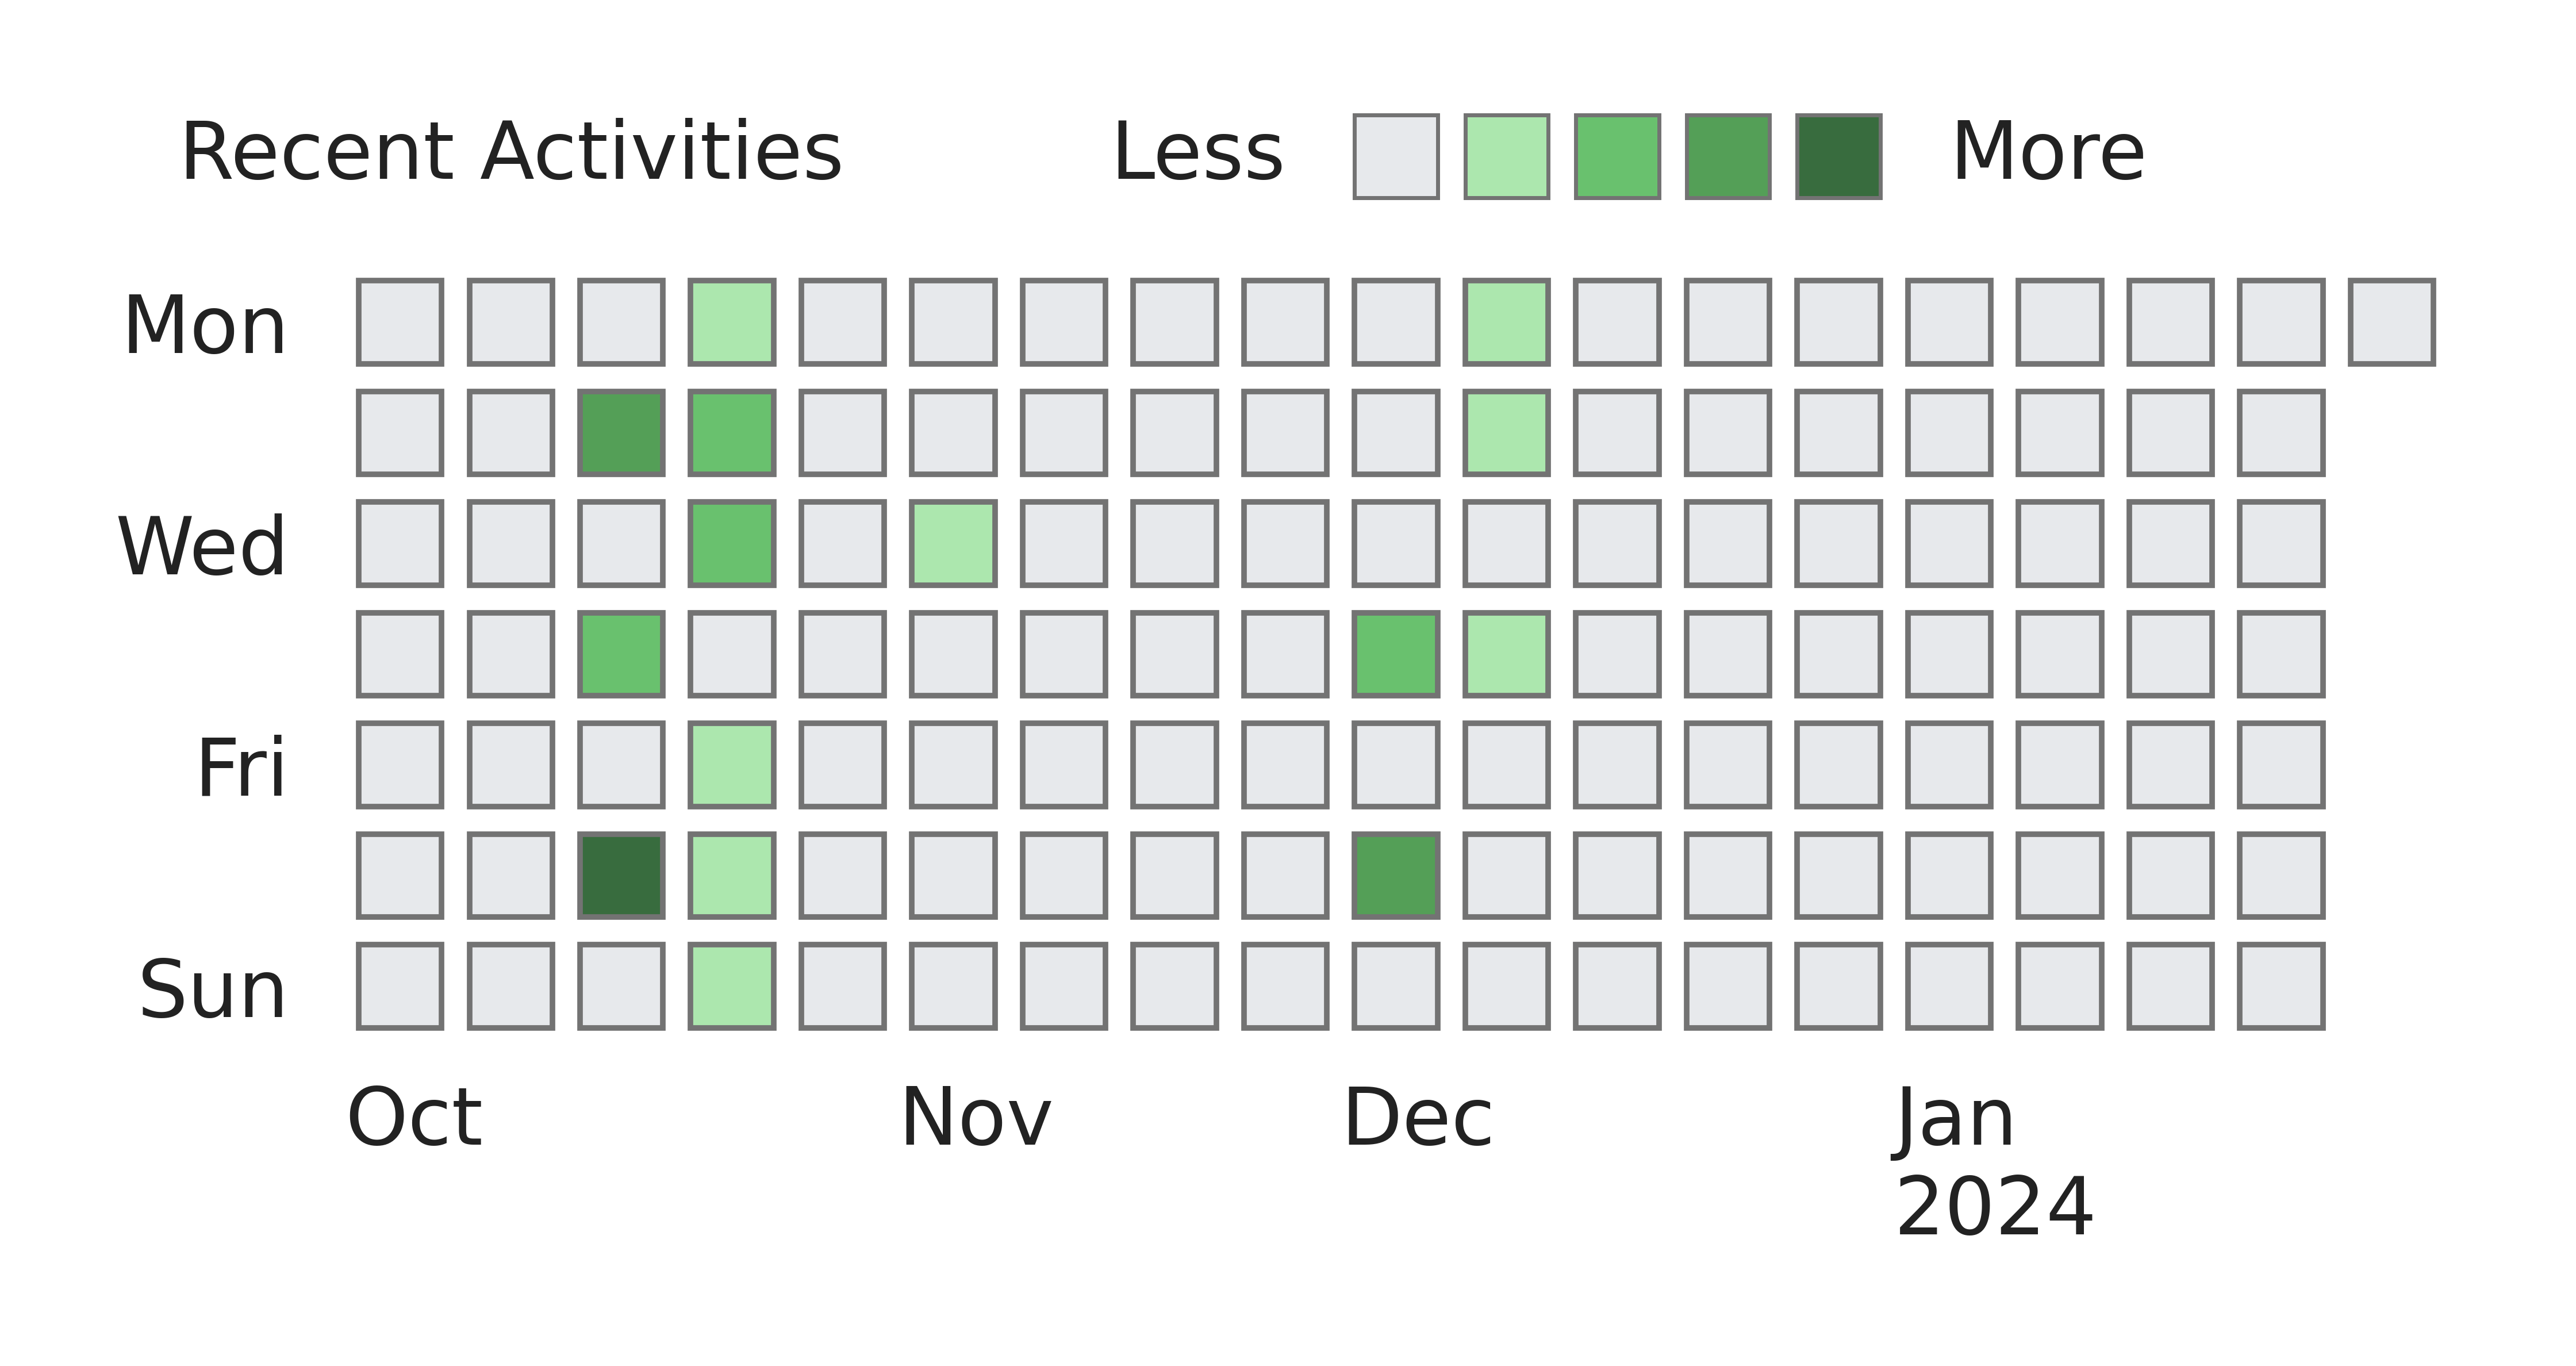 Recent Activities
Less
More
Mon
Wed
Fri
Sun
Oct
Nov
Dec
Jan
2024